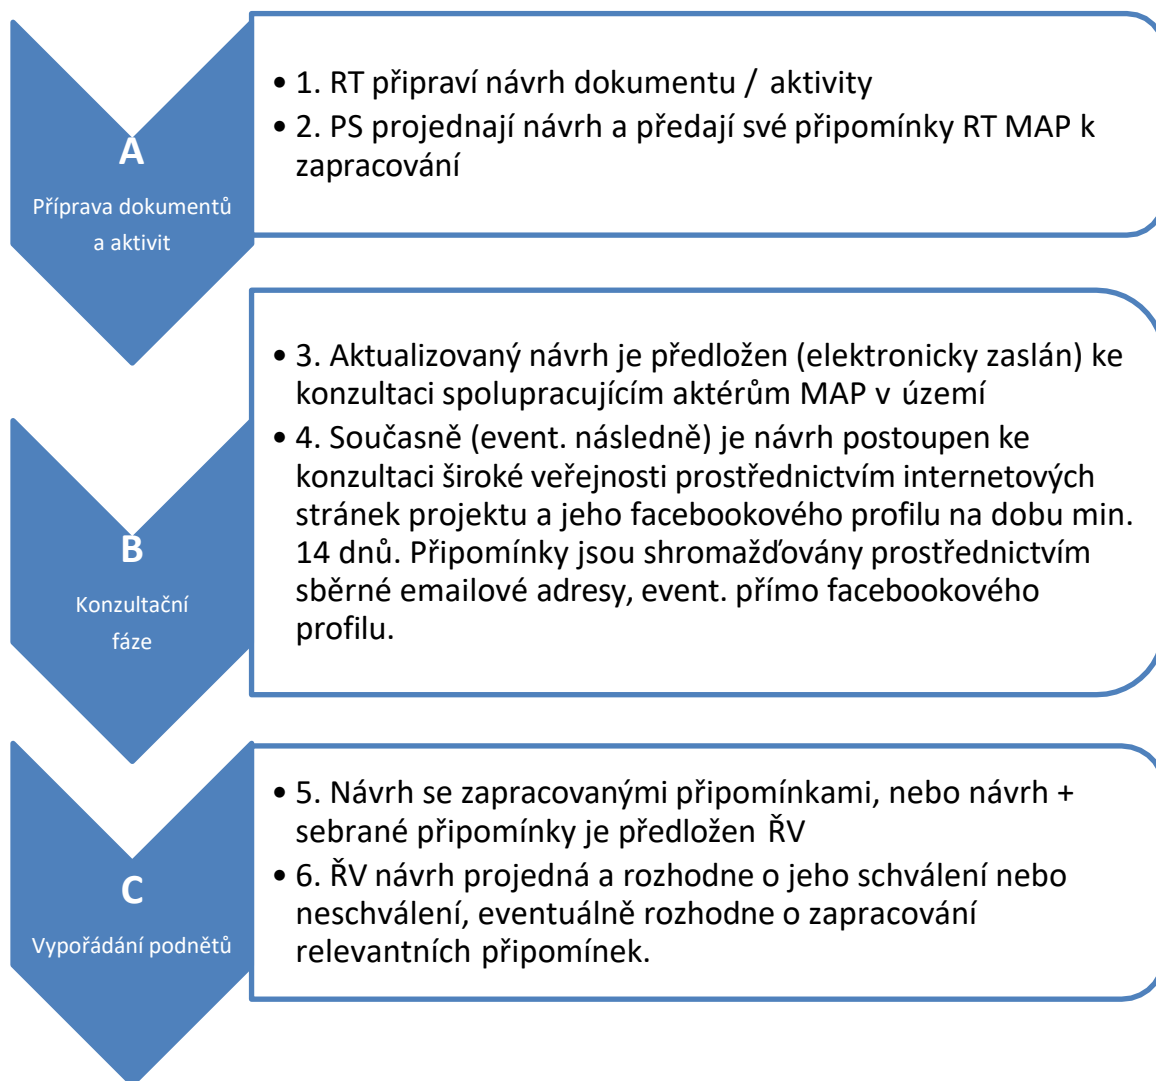 A
Příprava dokumentů
a aktivit
• 1. RT připraví návrh dokumentu / aktivity
• 2. PS projednají návrh a předají své připomínky RT MAP k
zapracování
B
Konzultační
fáze
• 3. Aktualizovaný návrh je předložen (elektronicky zaslán) ke
konzultaci spolupracujícím aktérům MAP v území
• 4. Současně (event. následně) je návrh postoupen ke
konzultaci široké veřejnosti prostřednictvím internetových
stránek projektu a jeho facebookového profilu na dobu min.
14 dnů. Připomínky jsou shromažďovány prostřednictvím
sběrné emailové adresy, event. přímo facebookového
profilu.
C
Vypořádání podnětů
• 5. Návrh se zapracovanými připomínkami, nebo návrh +
sebrané připomínky je předložen ŘV
• 6. ŘV návrh projedná a rozhodne o jeho schválení nebo
neschválení, eventuálně rozhodne o zapracování
relevantních připomínek.